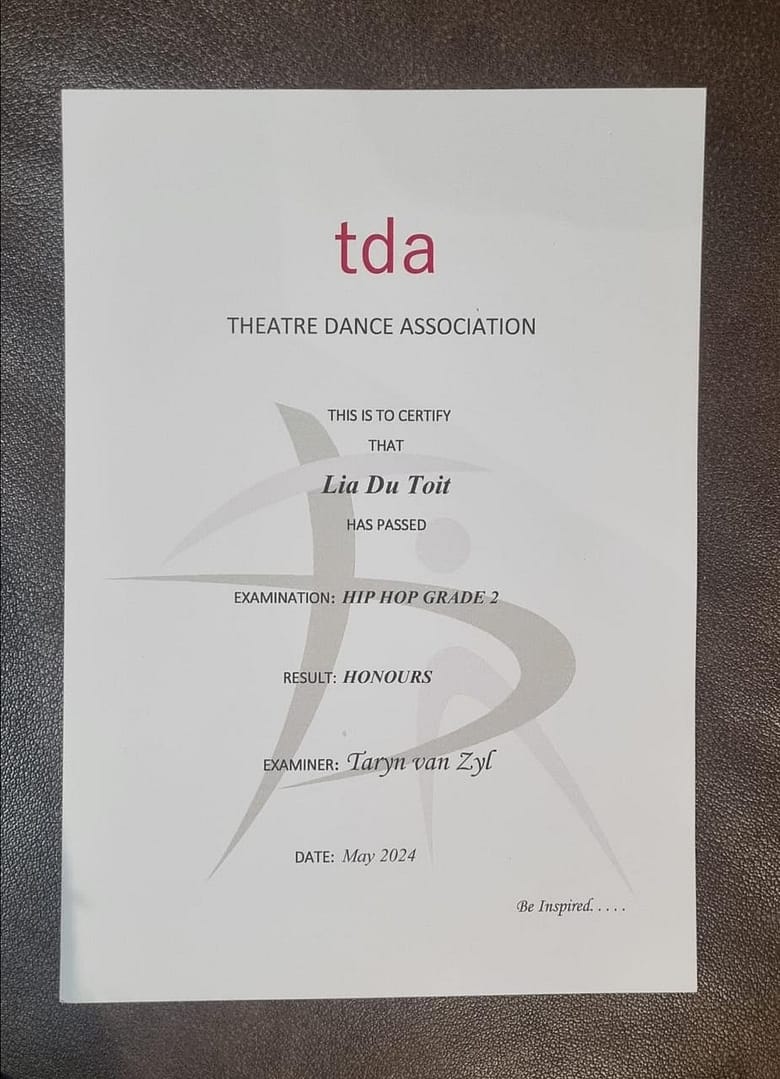 tda
THEATRE DANCE ASSOCIATION
THIS IS TO CERTIFY
THAT
Lia Du Toit
HAS PASSED
EXAMINATION: HIP HOP GRADE 2
RESULT: HONOURS
EXAMINER: Taryn van Zyl
DATE: May 2024
Be Inspired.....